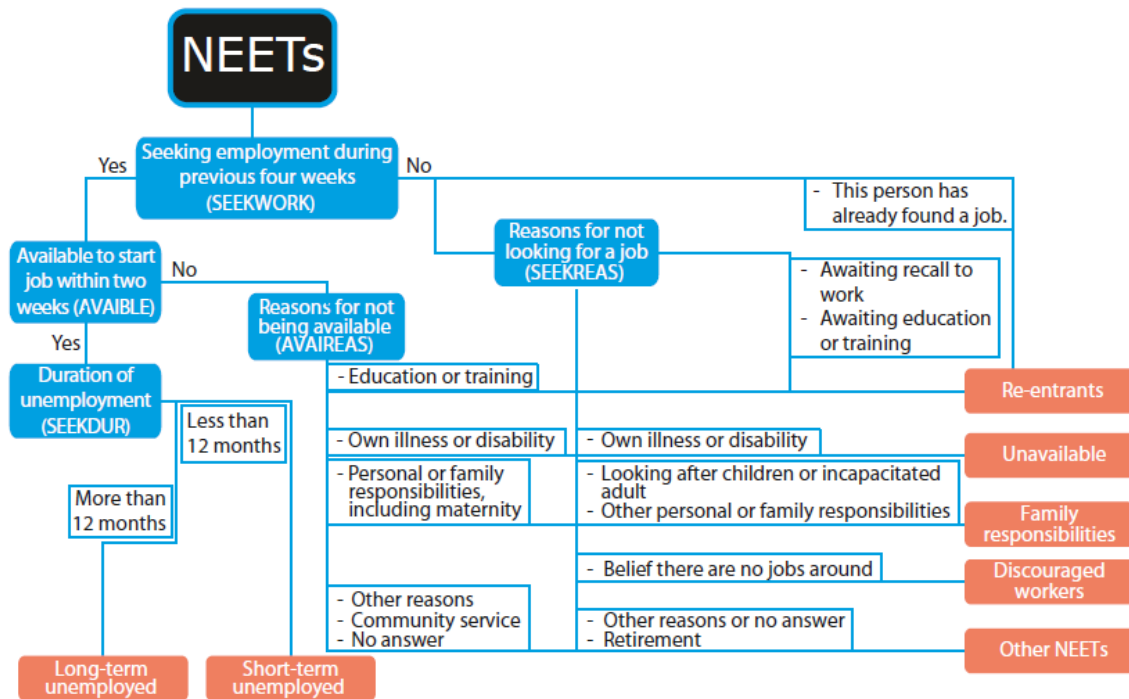 NEETs
Yes
Seeking employment during
previous four weeks
(SEEKWORK)
No
- This person has
already found a job.
Available to start
job within two
weeks (AVAIBLE)
No
Reasons for not
looking for a job
(SEEKREAS)
- Awaiting recall to
work
- Awaiting education
or training
Reasons for not
being available
(AVAIREAS)
Yes
Duration of
unemployment
(SEEKDUR)
- Education or training
Re-entrants
Less than
12 months
- Own illness or disability
- Own illness or disability
Unavailable
- Personal or family
responsibilities,
including maternity
- Looking after children or incapacitated
adult
- Other personal or family responsibilities
Family
responsibilities
More than
12 months
- Belief there are no jobs around
Discouraged
workers
- Other reasons
- Community service
- No answer
- Other reasons or no answer
- Retirement
Other NEETs
Long-term
unemployed
Short-term
unemployed